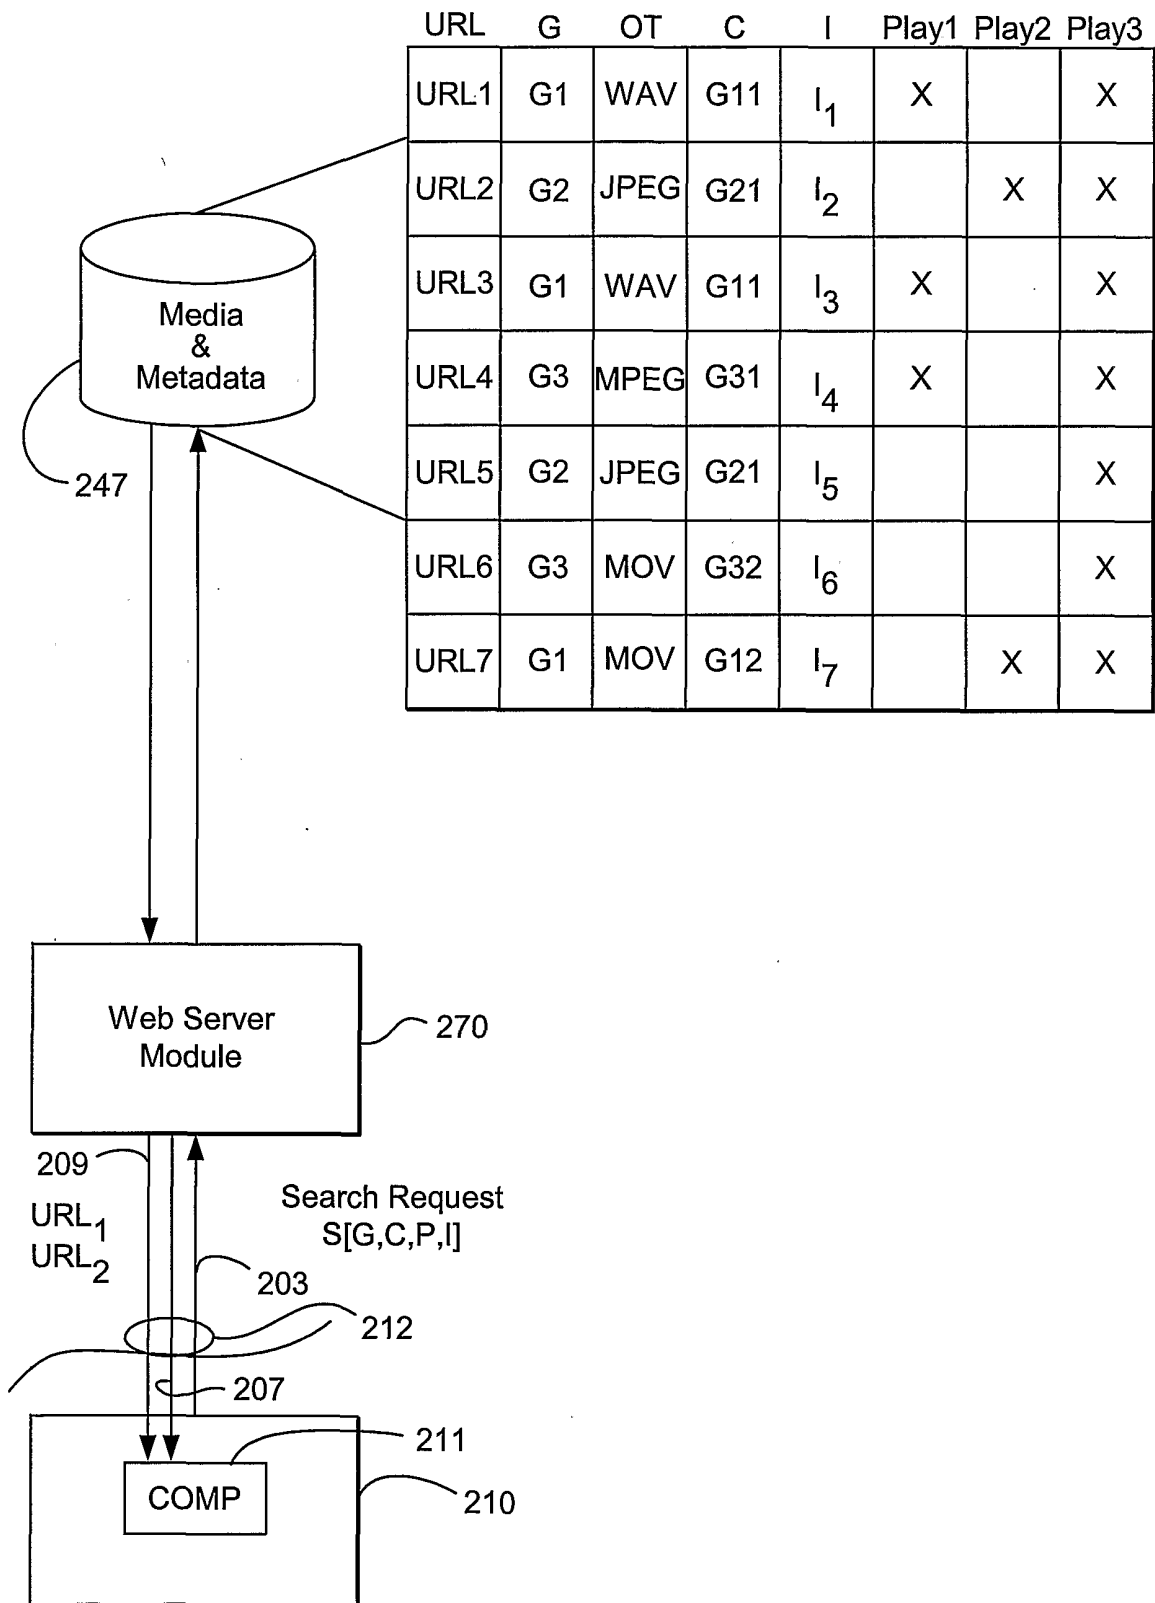 URL G OT C I Play1 Play2 Play3
URL1 G1 WAV G11 I1 X X
URL2 G2 JPEG G21 I2 X X
URL3 G1 WAV G11 I3 X X
URL4 G3 MPEG G31 I4 X X
URL5 G2 JPEG G21 I5 X
URL6 G3 MOV G32 I6 X
URL7 G1 MOV G12 I7 X X
Media
&
Metadata
247
Web Server
Module
270
209
URL1
URL2
Search Request
S[G,C,P,I]
203
212
207
211
COMP
210